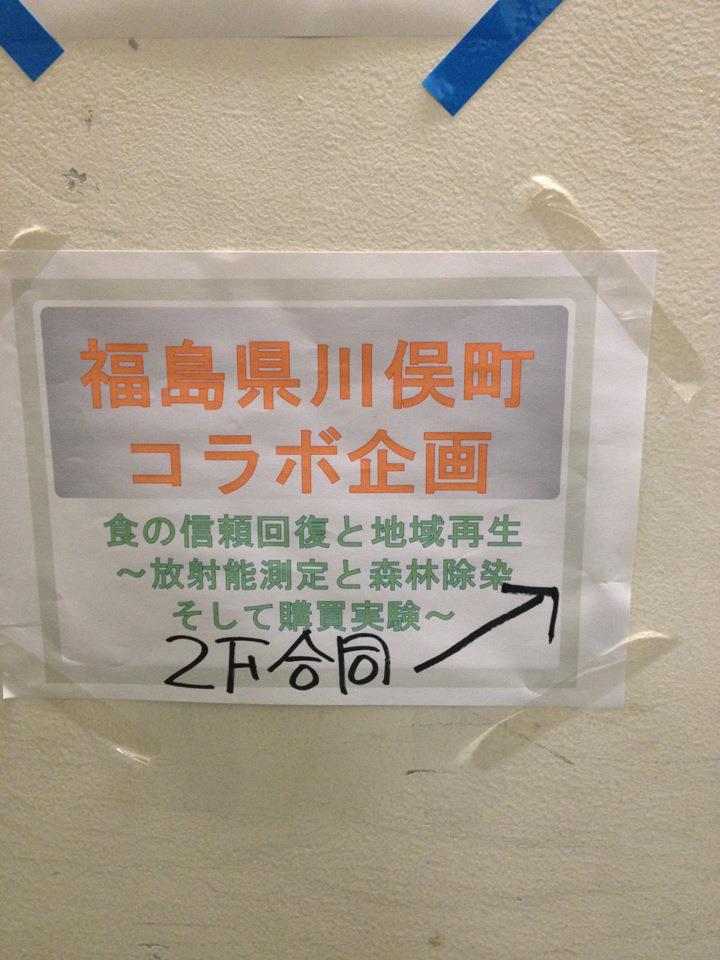 福島県川俣町
コラボ企画
食の信頼回復と地域再生
～放射能測定と森林除染
そして購買実験～
2F合同